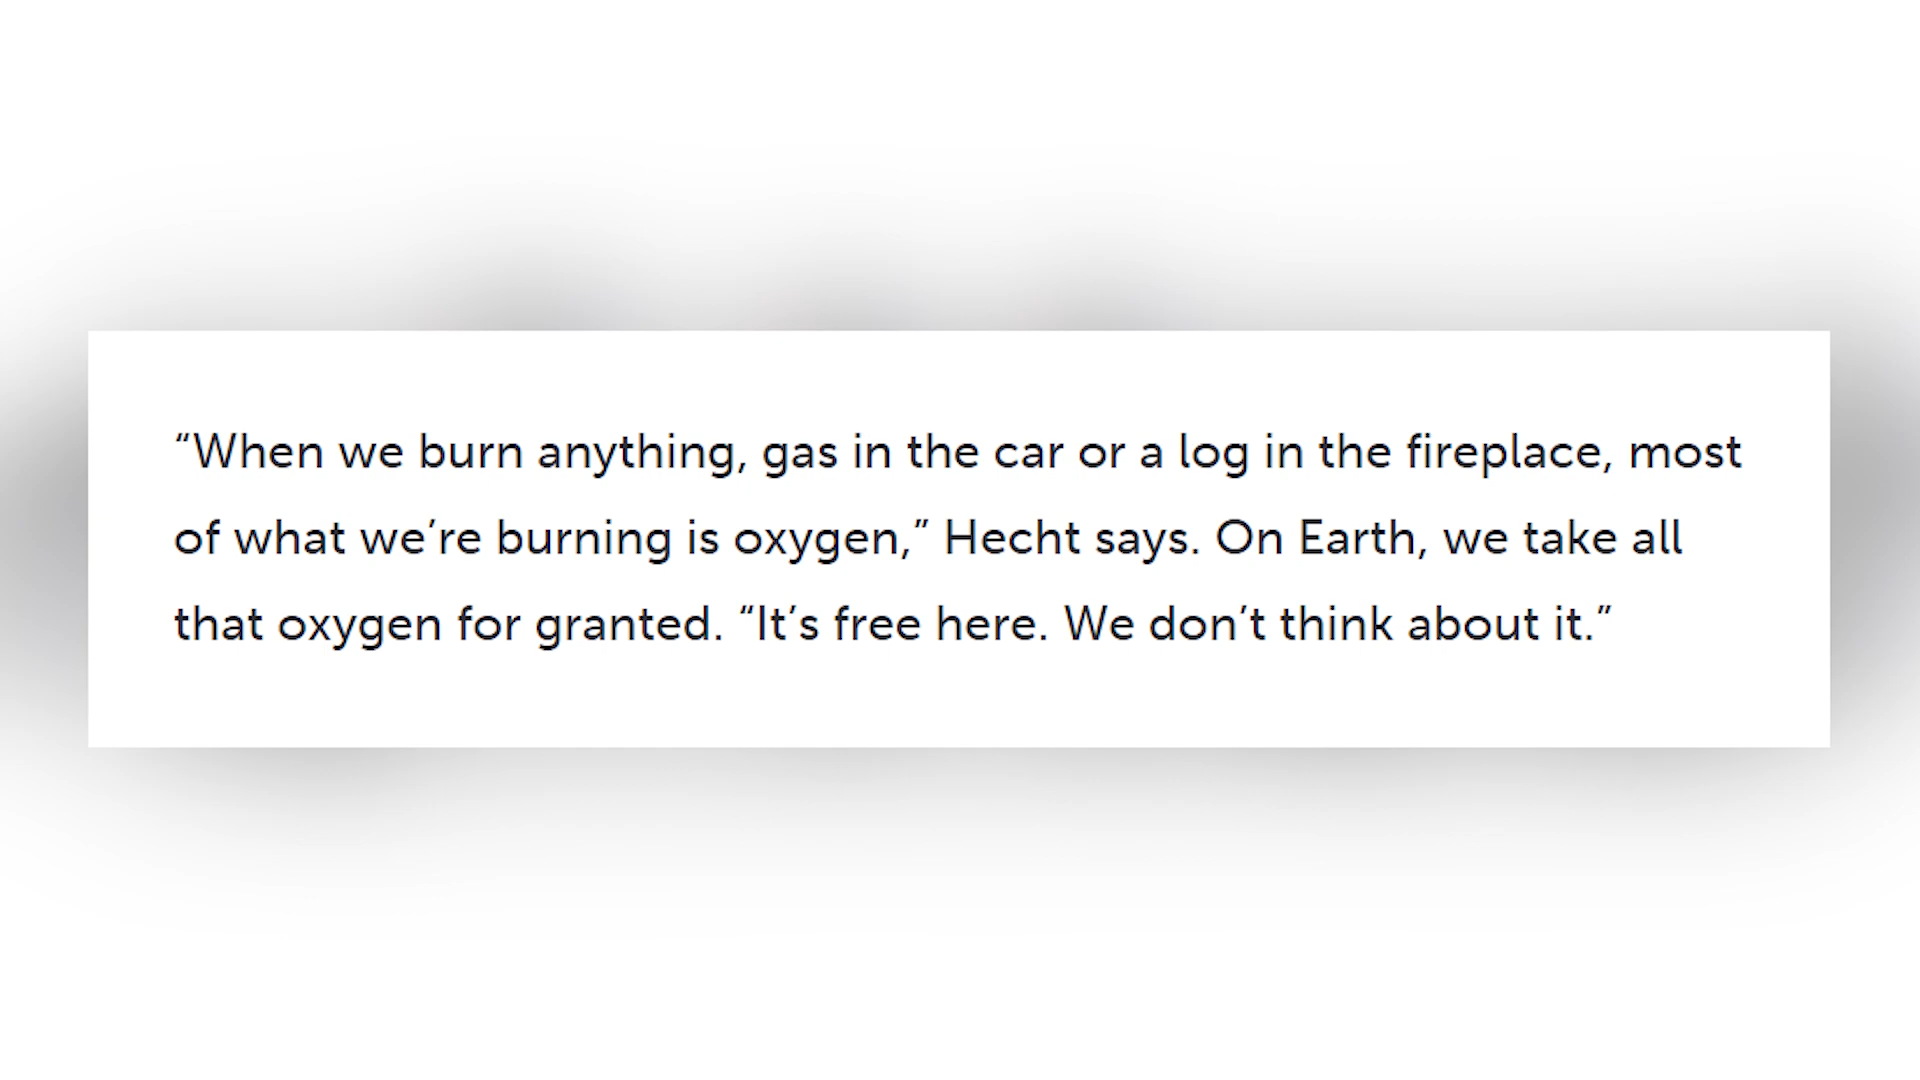 “When we burn anything, gas in the car or a log in the fireplace, most
of what we’re burning is oxygen,” Hecht says. On Earth, we take all
that oxygen for granted. “It’s free here. We don’t think about it.”